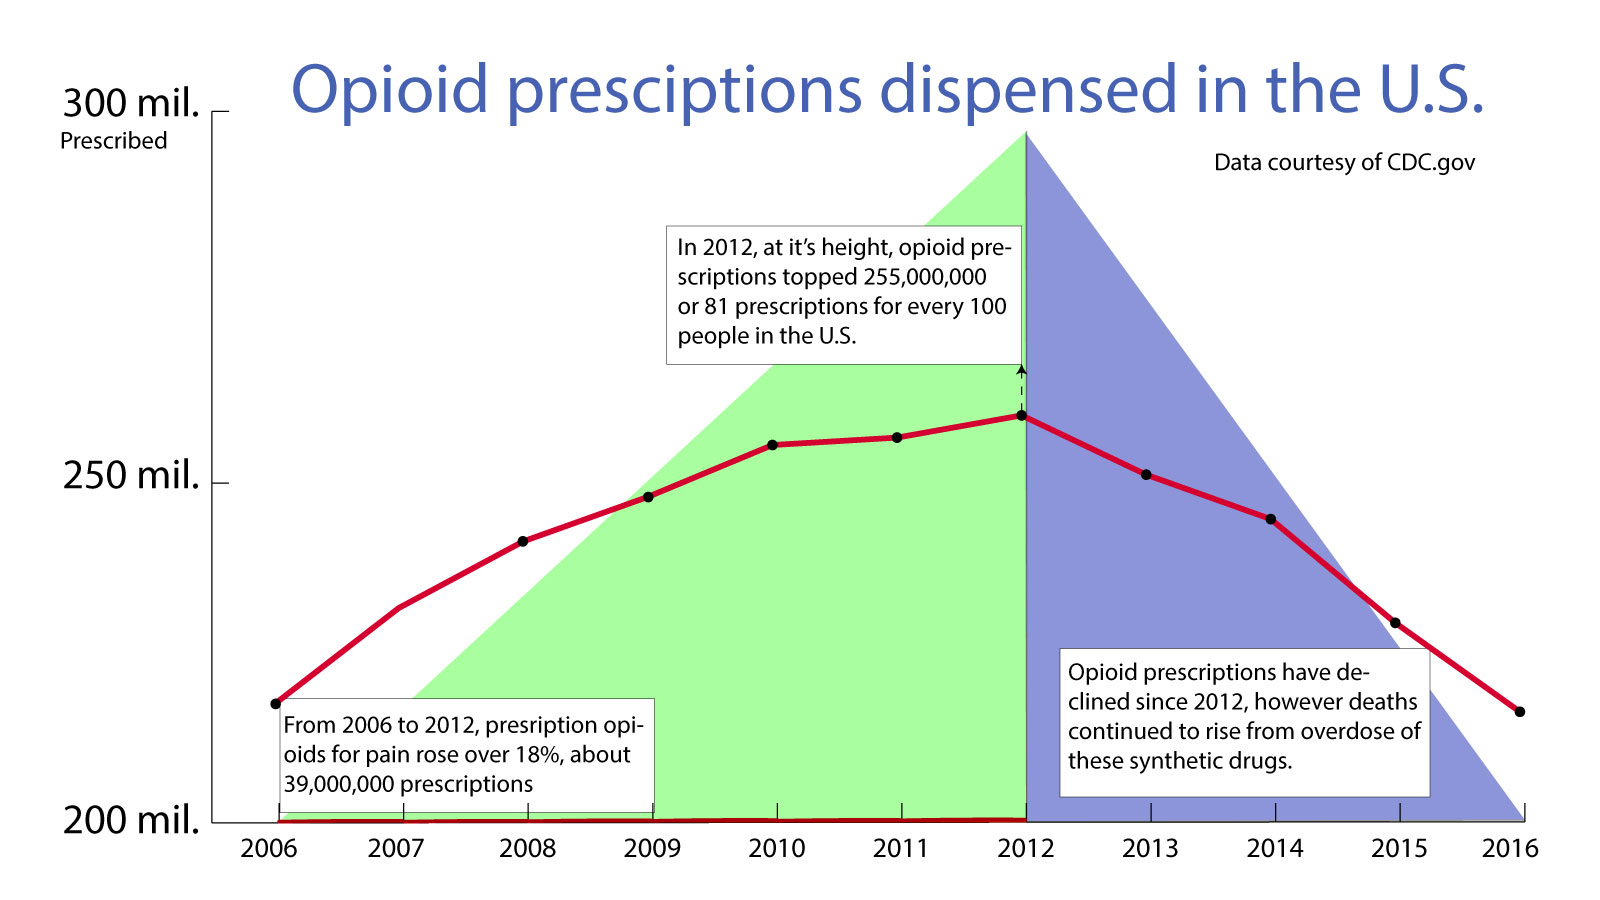 Opioid presciptions dispensed in the U.S.
300 mil.
Prescribed
Data courtesy of CDC.gov
In 2012, at it’s height, opioid pre-
scriptions topped 255,000,000
or 81 prescriptions for every 100
people in the U.S.
250 mil.
Opioid prescriptions have de-
clined since 2012, however deaths
continued to rise from overdose of
these synthetic drugs.
From 2006 to 2012, presription opi-
oids for pain rose over 18%, about
39,000,000 prescriptions
200 mil.
2006 2007 2008 2009 2010 2011 2012 2013 2014 2015 2016